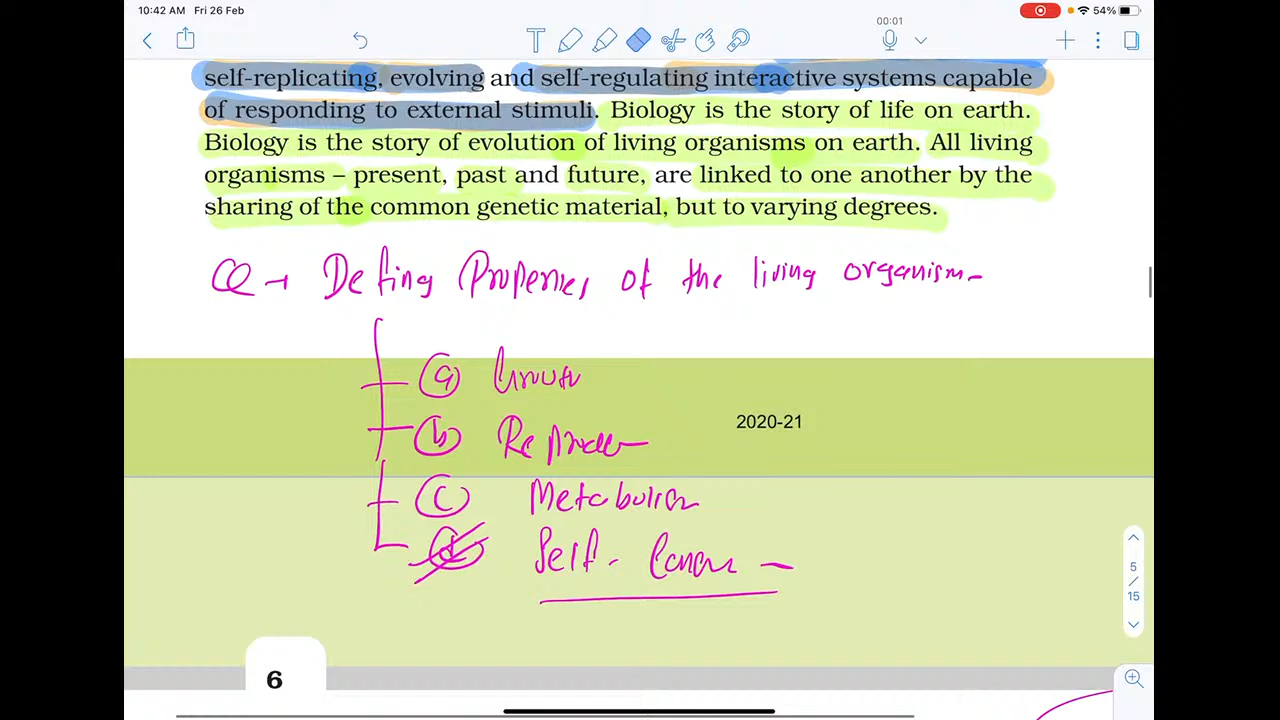 10:42 AM Fri 26 Feb
54%
00:01
self-replicating, evolving and self-regulating interactive systems capable
of responding to external stimuli. Biology is the story of life on earth.
Biology is the story of evolution of living organisms on earth. All living
organisms – present, past and future, are linked to one another by the
sharing of the common genetic material, but to varying degrees.
Q → Defing Properties of the living organism
(a) Growth
(b)
2020-21
(c) Metabolism
(d) Self-
5
/
15
6